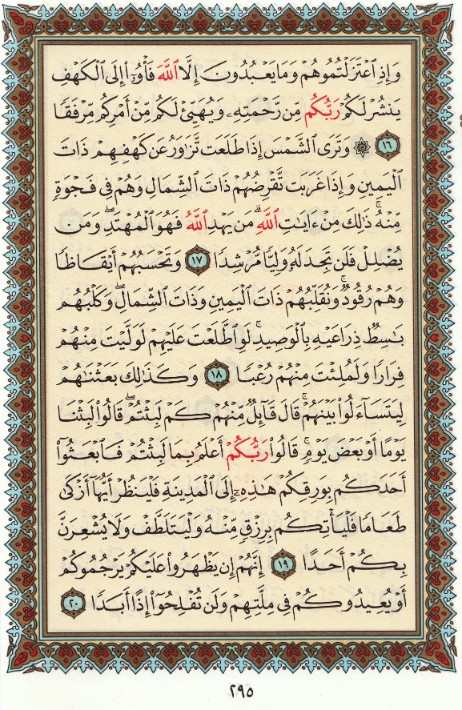 وَإِذِ ٱعۡتَزَلۡتُمُوهُمۡ وَمَا يَعۡبُدُونَ إِلَّا ٱللَّهَ فَأۡوُۥٓاْ إِلَى ٱلۡكَهۡفِ
يَنشُرۡ لَكُمۡ رَبُّكُم مِّن رَّحۡمَتِهِۦ وَيُهَيِّئۡ لَكُم مِّنۡ أَمۡرِكُم مِّرۡفَقٗا
١٦ ۞ وَتَرَى ٱلشَّمۡسَ إِذَا طَلَعَت تَّزَٰوَرُ عَن كَهۡفِهِمۡ ذَاتَ
ٱلۡيَمِينِ وَإِذَا غَرَبَت تَّقۡرِضُهُمۡ ذَاتَ ٱلشِّمَالِ وَهُمۡ فِي فَجۡوَةٖ
مِّنۡهُۚ ذَٰلِكَ مِنۡ ءَايَٰتِ ٱللَّهِۗ مَن يَهۡدِ ٱللَّهُ فَهُوَ ٱلۡمُهۡتَدِۖ وَمَن
يُضۡلِلۡ فَلَن تَجِدَ لَهُۥ وَلِيّٗا مُّرۡشِدٗا ١٧ وَتَحۡسَبُهُمۡ أَيۡقَاظٗا
وَهُمۡ رُقُودٞۚ وَنُقَلِّبُهُمۡ ذَاتَ ٱلۡيَمِينِ وَذَاتَ ٱلشِّمَالِۖ وَكَلۡبُهُم
بَٰسِطٞ ذِرَاعَيۡهِ بِٱلۡوَصِيدِۚ لَوِ ٱطَّلَعۡتَ عَلَيۡهِمۡ لَوَلَّيۡتَ مِنۡهُمۡ
فِرَارٗا وَلَمُلِئۡتَ مِنۡهُمۡ رُعۡبٗا ١٨ وَكَذَٰلِكَ بَعَثۡنَٰهُمۡ
لِيَتَسَآءَلُواْ بَيۡنَهُمۡۚ قَالَ قَآئِلٞ مِّنۡهُمۡ كَمۡ لَبِثۡتُمۡۖ قَالُواْ لَبِثۡنَا
يَوۡمًا أَوۡ بَعۡضَ يَوۡمٖۚ قَالُواْ رَبُّكُمۡ أَعۡلَمُ بِمَا لَبِثۡتُمۡ فَٱبۡعَثُوٓاْ
أَحَدَكُم بِوَرِقِكُمۡ هَٰذِهِۦٓ إِلَى ٱلۡمَدِينَةِ فَلۡيَنظُرۡ أَيُّهَآ أَزۡكَىٰ
طَعَامٗا فَلۡيَأۡتِكُم بِرِزۡقٖ مِّنۡهُ وَلۡيَتَلَطَّفۡ وَلَا يُشۡعِرَنَّ
بِكُمۡ أَحَدًا ١٩ إِنَّهُمۡ إِن يَظۡهَرُواْ عَلَيۡكُمۡ يَرۡجُمُوكُمۡ
أَوۡ يُعِيدُوكُمۡ فِي مِلَّتِهِمۡ وَلَن تُفۡلِحُوٓاْ إِذًا أَبَدٗا ٢٠
٢٩٥